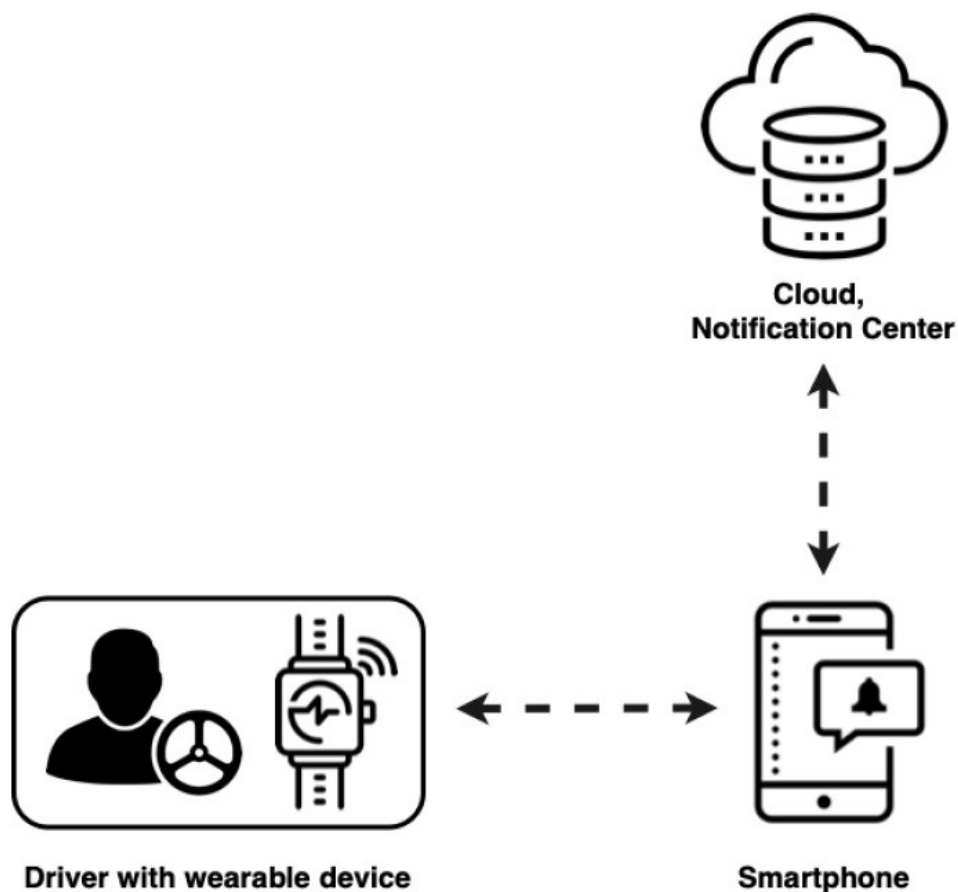 Cloud,
Notification Center
Driver with wearable device
Smartphone